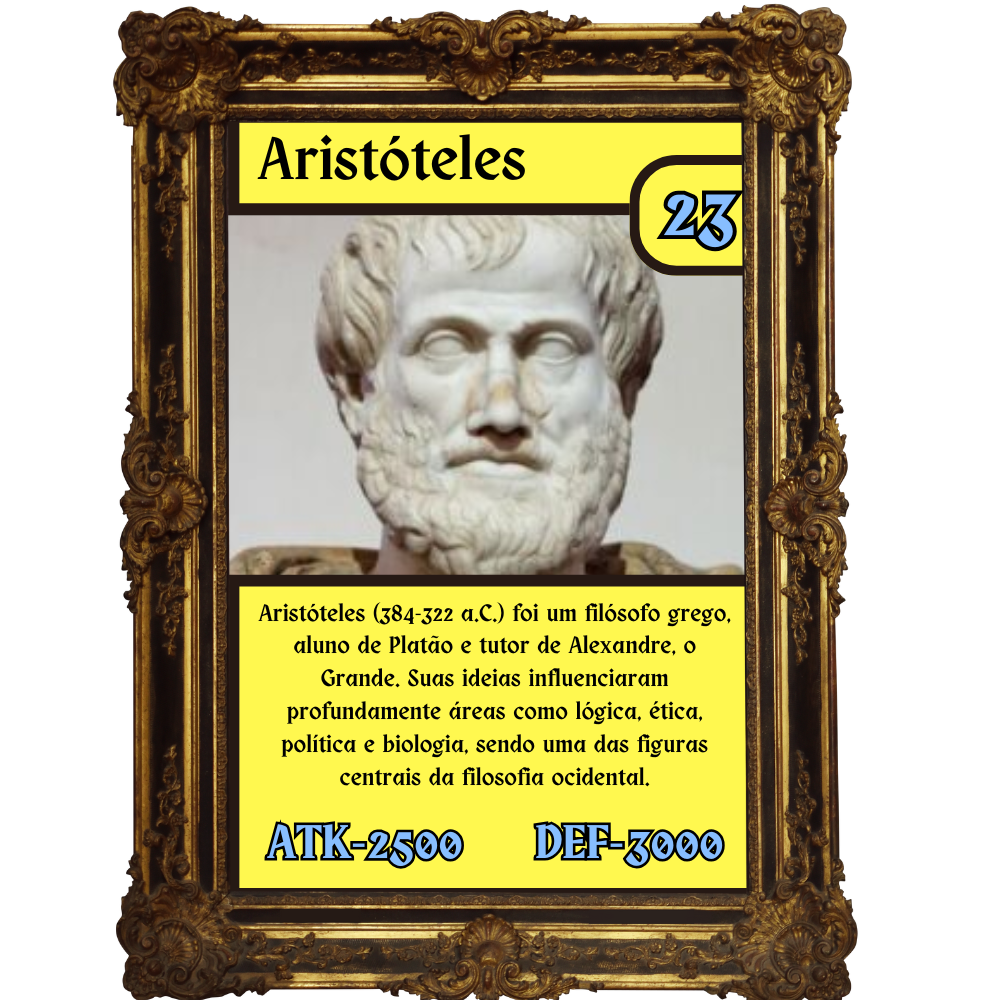 Aristóteles
23
Aristóteles (384-322 a.C.) foi um filósofo grego,
aluno de Platão e tutor de Alexandre, o
Grande. Suas ideias influenciaram
profundamente áreas como lógica, ética,
política e biologia, sendo uma das figuras
centrais da filosofia ocidental.
ATK-2500 DEF-3000